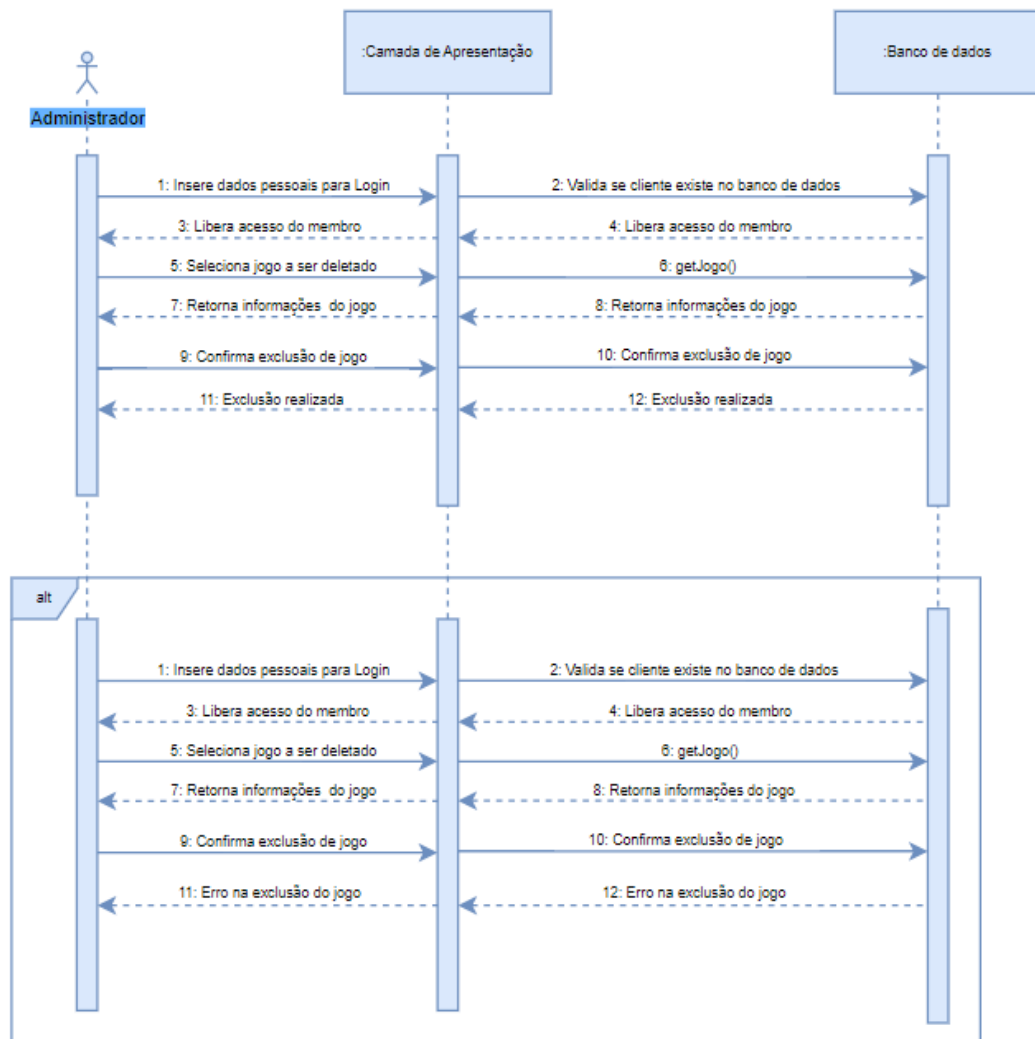 :Camada de Apresentação
:Banco de dados
Administrador
1: Insere dados pessoais para Login
2: Valida se cliente existe no banco de dados
3: Libera acesso do membro
4: Libera acesso do membro
5: Seleciona jogo a ser deletado
6: getJogo()
7: Retorna informações do jogo
8: Retorna informações do jogo
9: Confirma exclusão de jogo
10: Confirma exclusão de jogo
11: Exclusão realizada
12: Exclusão realizada
alt
1: Insere dados pessoais para Login
2: Valida se cliente existe no banco de dados
3: Libera acesso do membro
4: Libera acesso do membro
5: Seleciona jogo a ser deletado
6: getJogo()
7: Retorna informações do jogo
8: Retorna informações do jogo
9: Confirma exclusão de jogo
10: Confirma exclusão de jogo
11: Erro na exclusão do jogo
12: Erro na exclusão do jogo